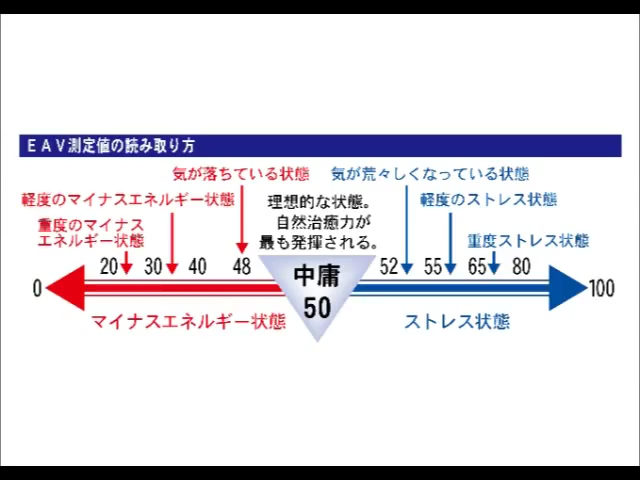 EAV測定値の読み取り方
気が落ちている状態
気が荒々しくなっている状態
軽度のマイナスエネルギー状態
理想的な状態。
自然治癒力が
最も発揮される。
軽度のストレス状態
重度のマイナス
エネルギー状態
重度ストレス状態
0 20 30 40 48 中庸 52 55 65 80 100
50
マイナスエネルギー状態
ストレス状態